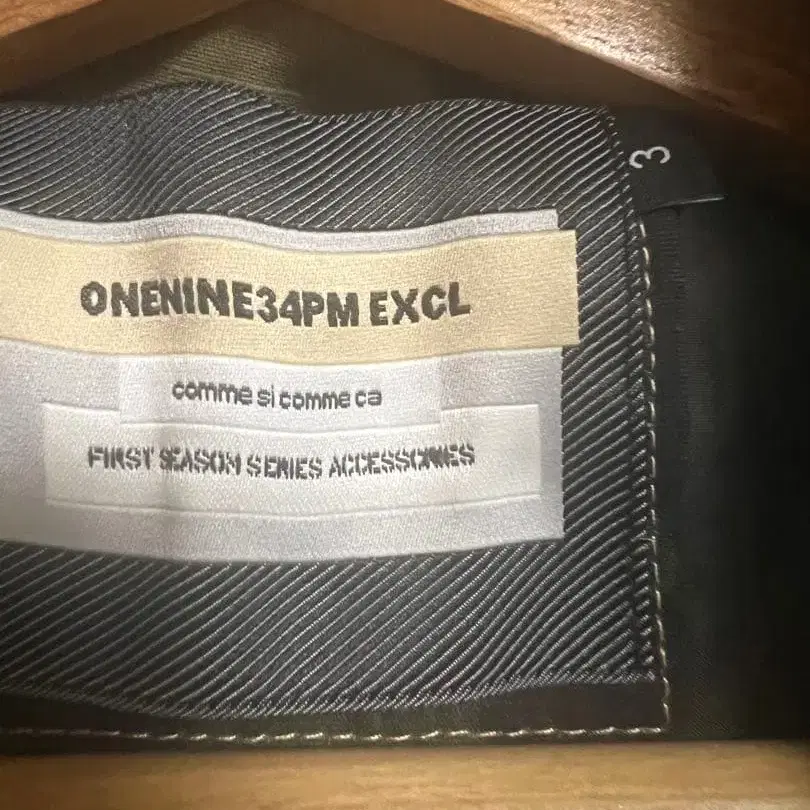 3
ONENINE34PM EXCL
comme si comme ca
FIRST SEASON SERIES ACCESSORIES